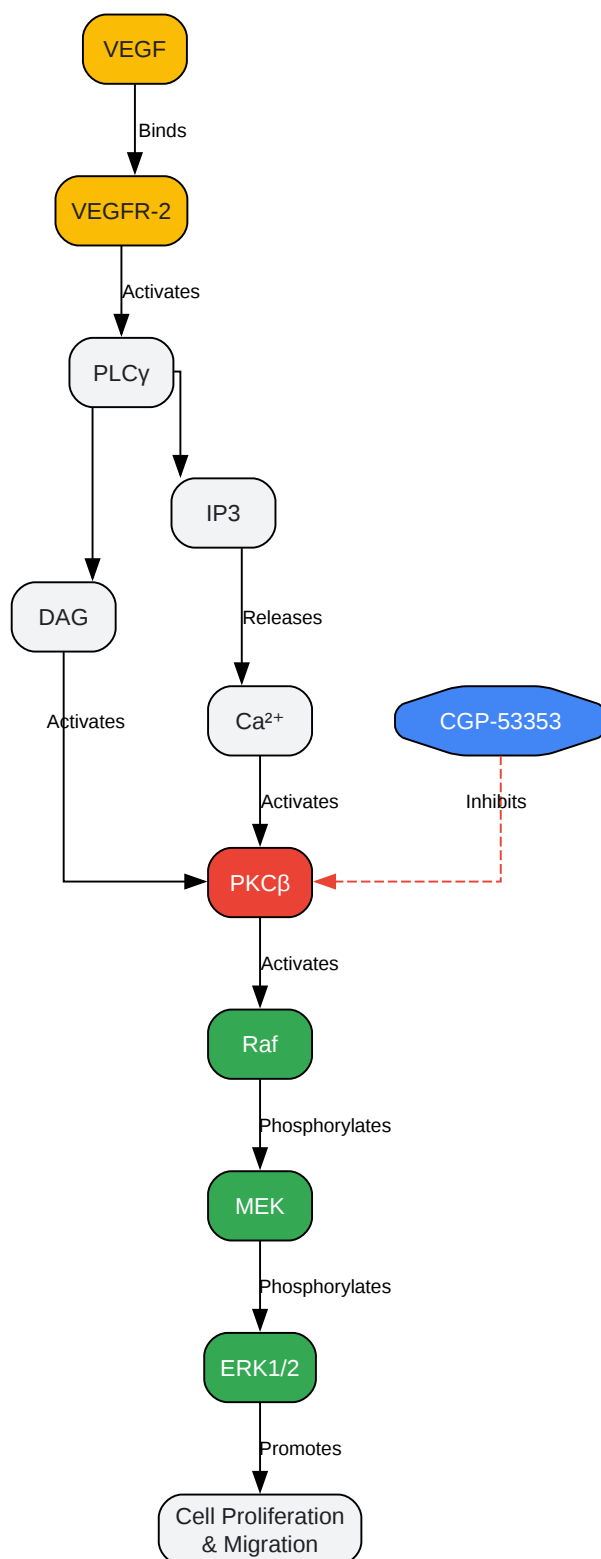 VEGF
Binds
VEGFR-2
Activates
PLCγ
IP3
DAG
Releases
Activates
Ca²⁺
CGP-53353
Activates
Inhibits
PKCβ
Activates
Raf
Phosphorylates
MEK
Phosphorylates
ERK1/2
Promotes
Cell Proliferation
& Migration